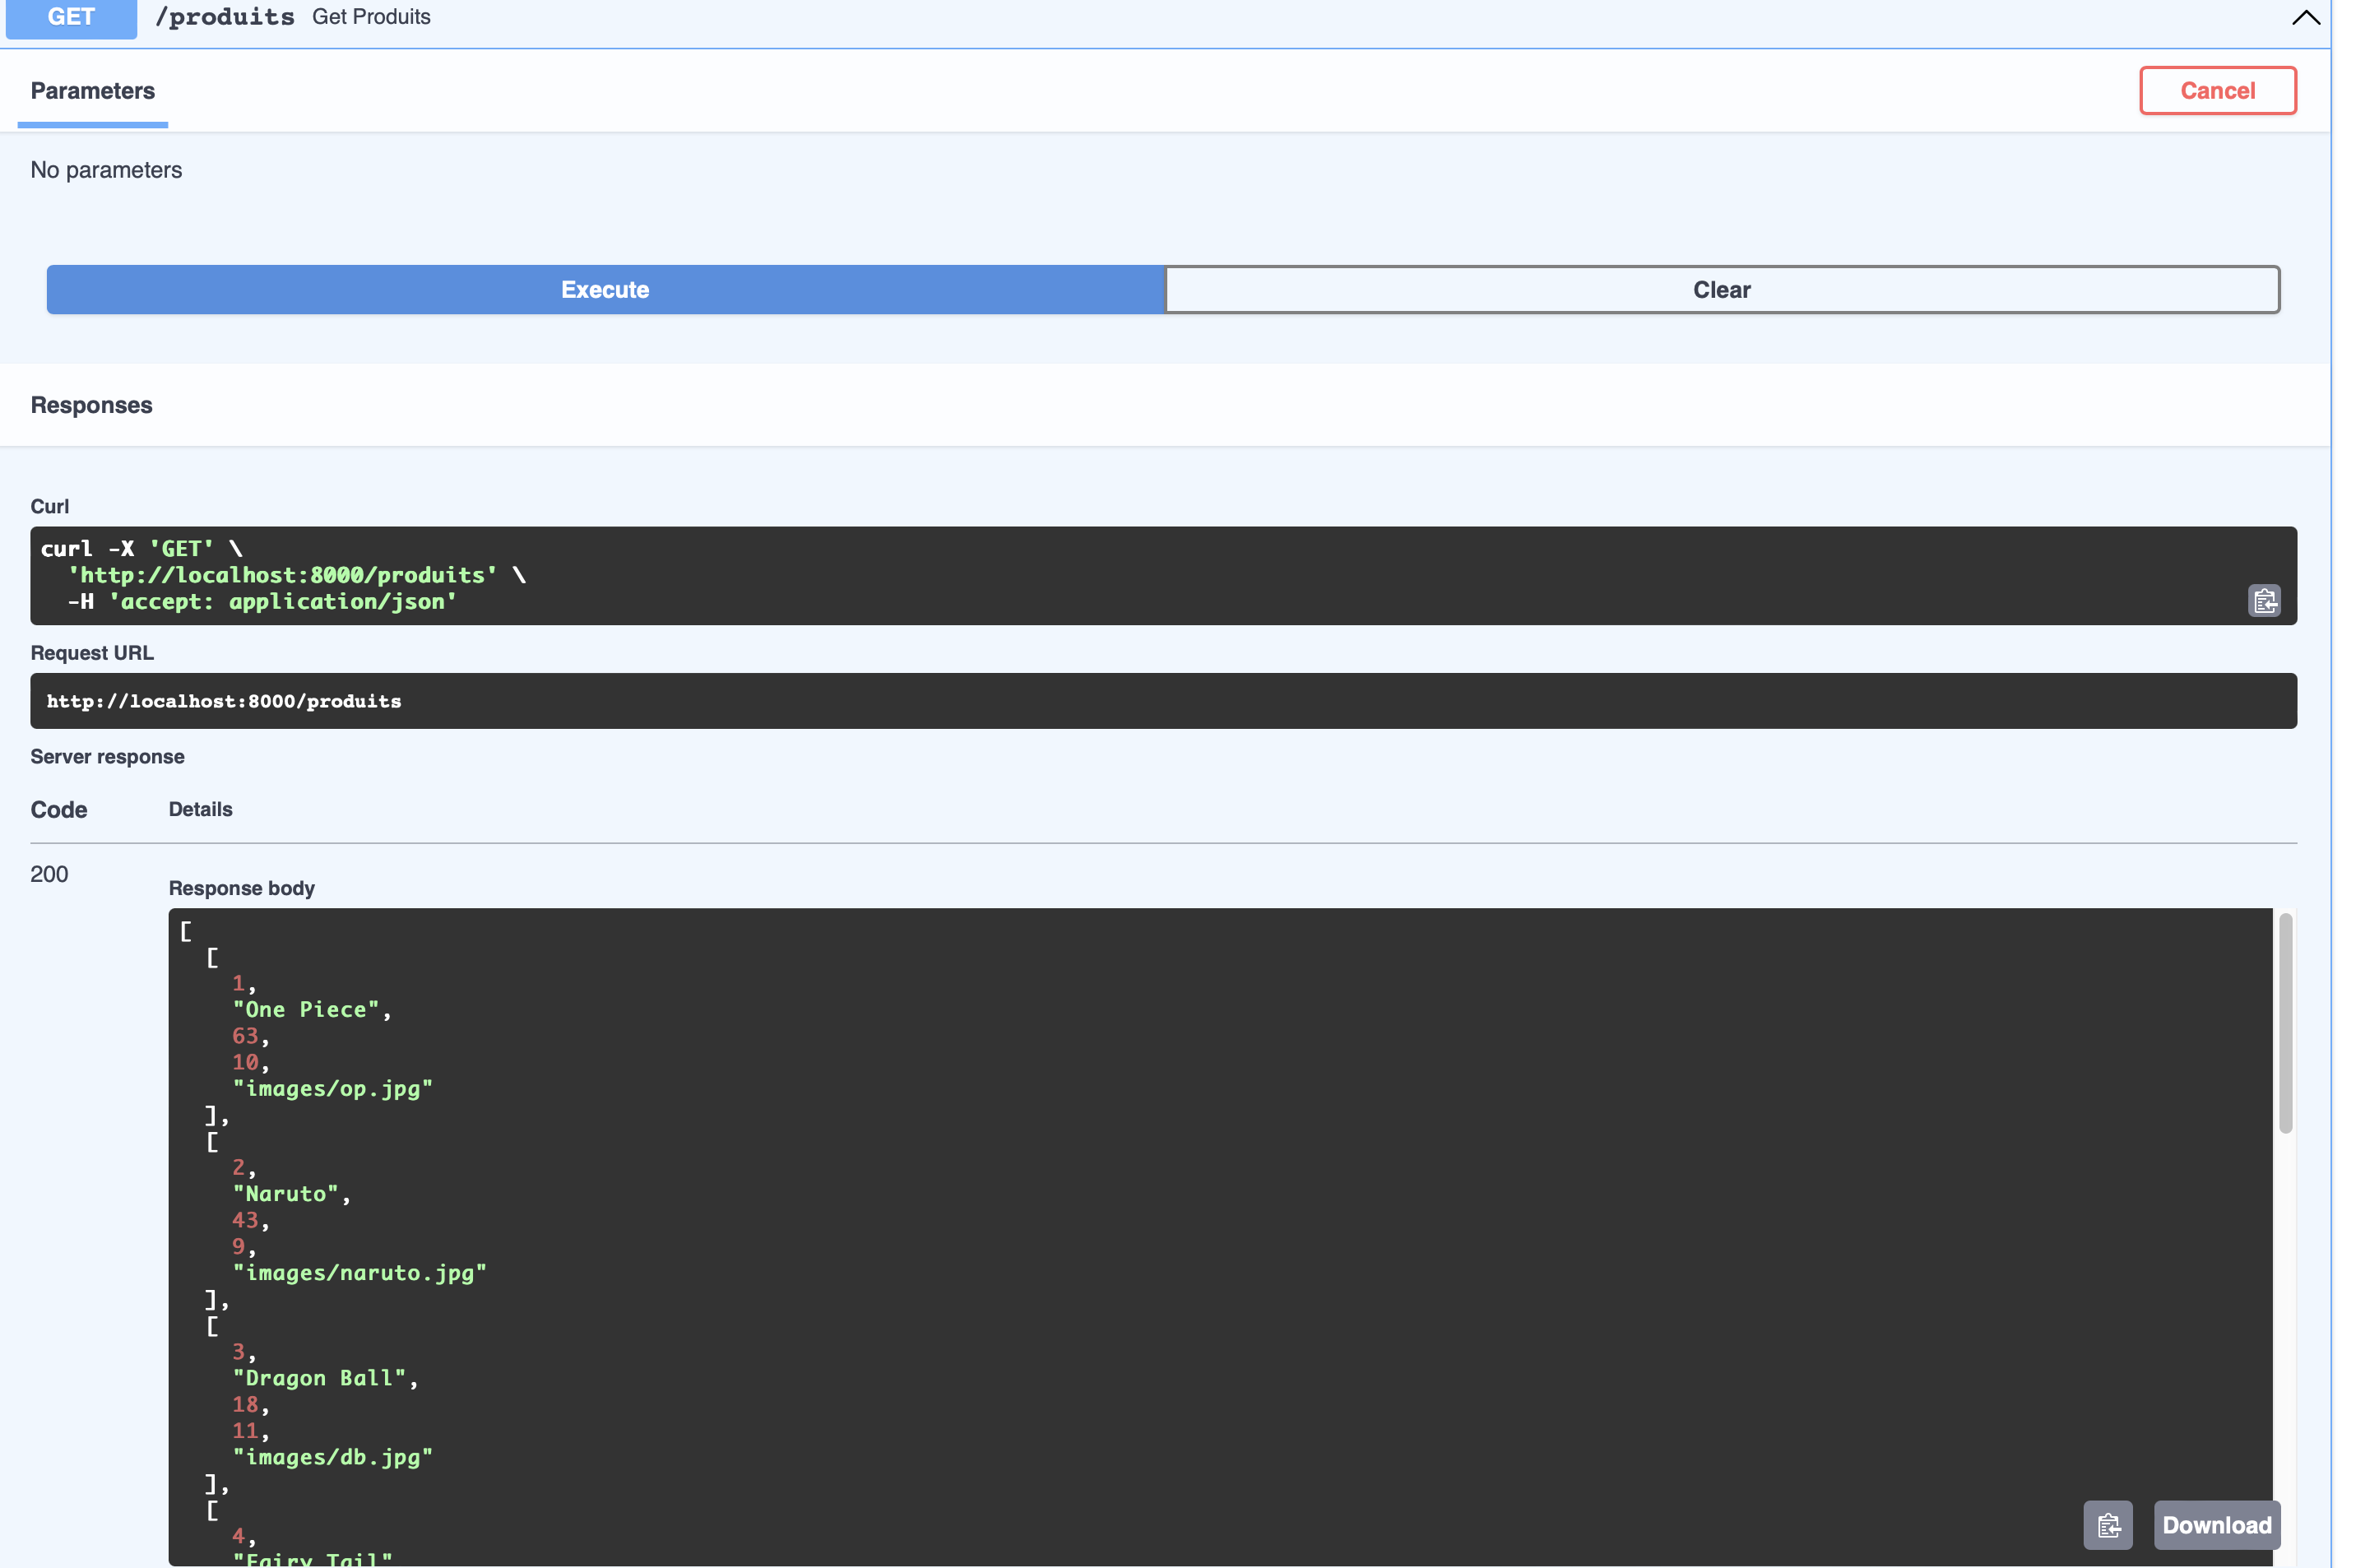 GET /produits Get Produits
Parameters
Cancel
No parameters
Execute
Clear
Responses
Curl
curl -X 'GET' \
  'http://localhost:8000/produits' \
  -H 'accept: application/json'
Request URL
http://localhost:8000/produits
Server response
Code Details
200
Response body
[
  [
    1,
    "One Piece",
    63,
    10,
    "images/op.jpg"
  ],
  [
    2,
    "Naruto",
    43,
    9,
    "images/naruto.jpg"
  ],
  [
    3,
    "Dragon Ball",
    18,
    11,
    "images/db.jpg"
  ],
  [
    4,
    "Fairy Tail"
Download